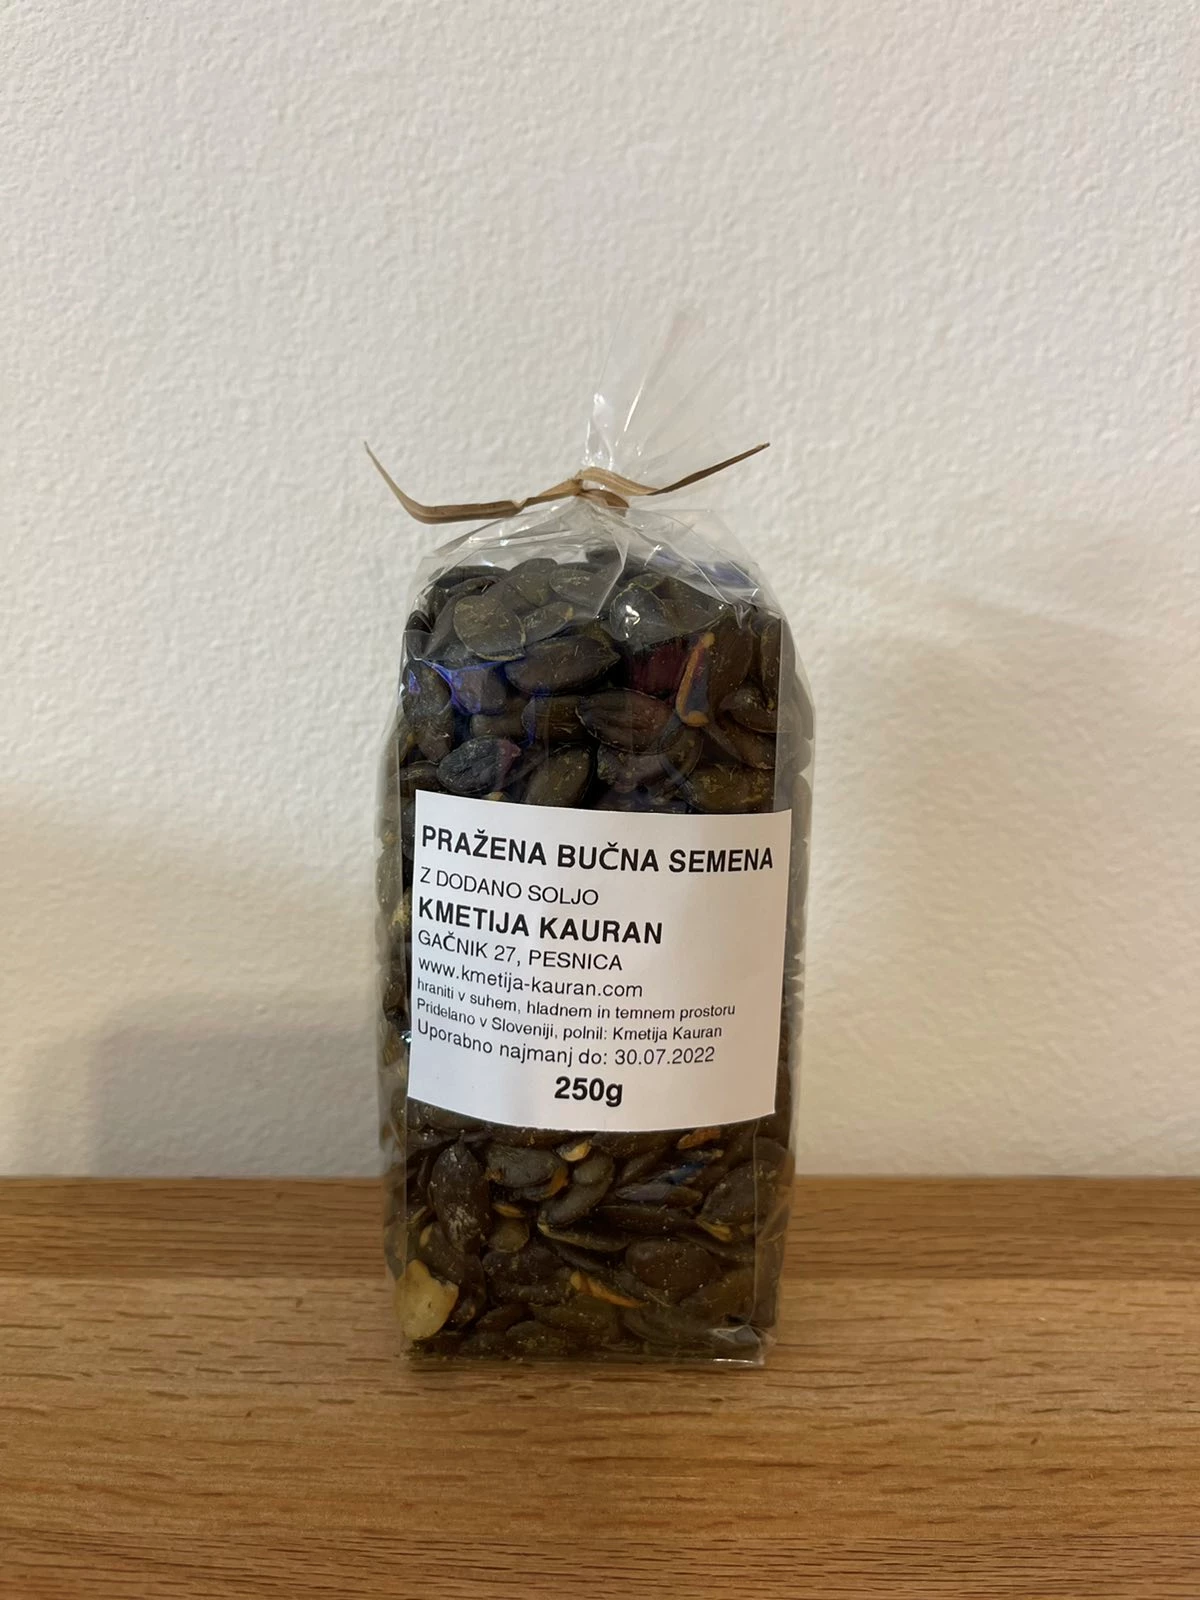 PRAŽENA BUČNA SEMENA
Z DODANO SOLJO
KMETIJA KAURAN
GAČNIK 27, PESNICA
www.kmetija-kauran.com
hraniti v suhem, hladnem in temnem prostoru
Pridelano v Sloveniji, polnil: Kmetija Kauran
Uporabno najmanj do: 30.07.2022
250g